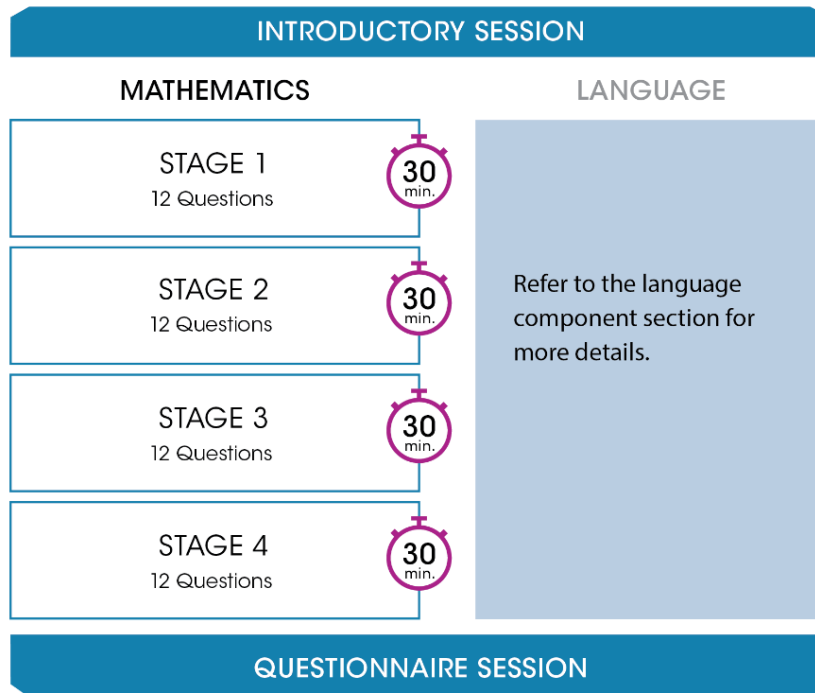 INTRODUCTORY SESSION
MATHEMATICS
STAGE 1
12 Questions
30
min.
STAGE 2
12 Questions
30
min.
STAGE 3
12 Questions
30
min.
STAGE 4
12 Questions
30
min.
LANGUAGE
Refer to the language
component section for
more details.
QUESTIONNAIRE SESSION